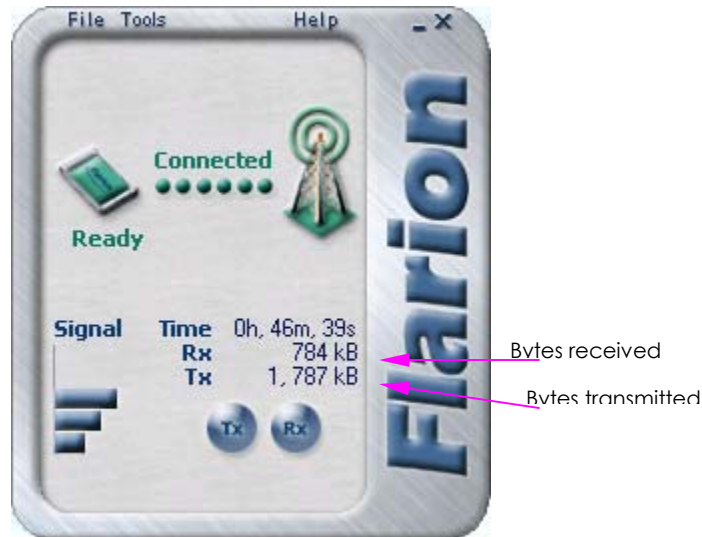 File Tools Help
Connected
Ready
Signal
Time 0h, 46m, 39s
Rx 784 kB
Tx 1,787 kB
Tx Rx
Flarion
Bytes received
Bytes transmitted